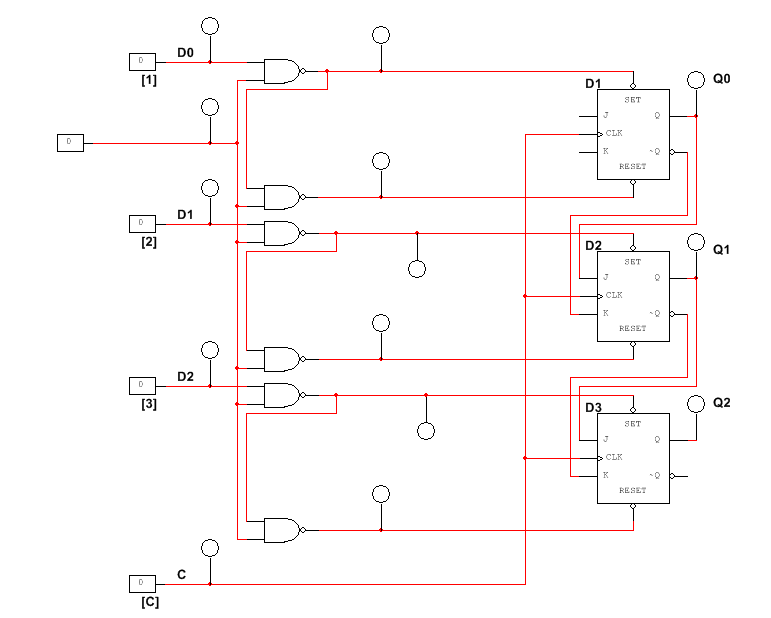 0 D0
[1]
0
0 D1
[2]
0 D2
[3]
0 C
[C]
D1
SET
J Q
CLK
K ~Q
RESET
Q0
D2
SET
J Q
CLK
K ~Q
RESET
Q1
D3
SET
J Q
CLK
K ~Q
RESET
Q2